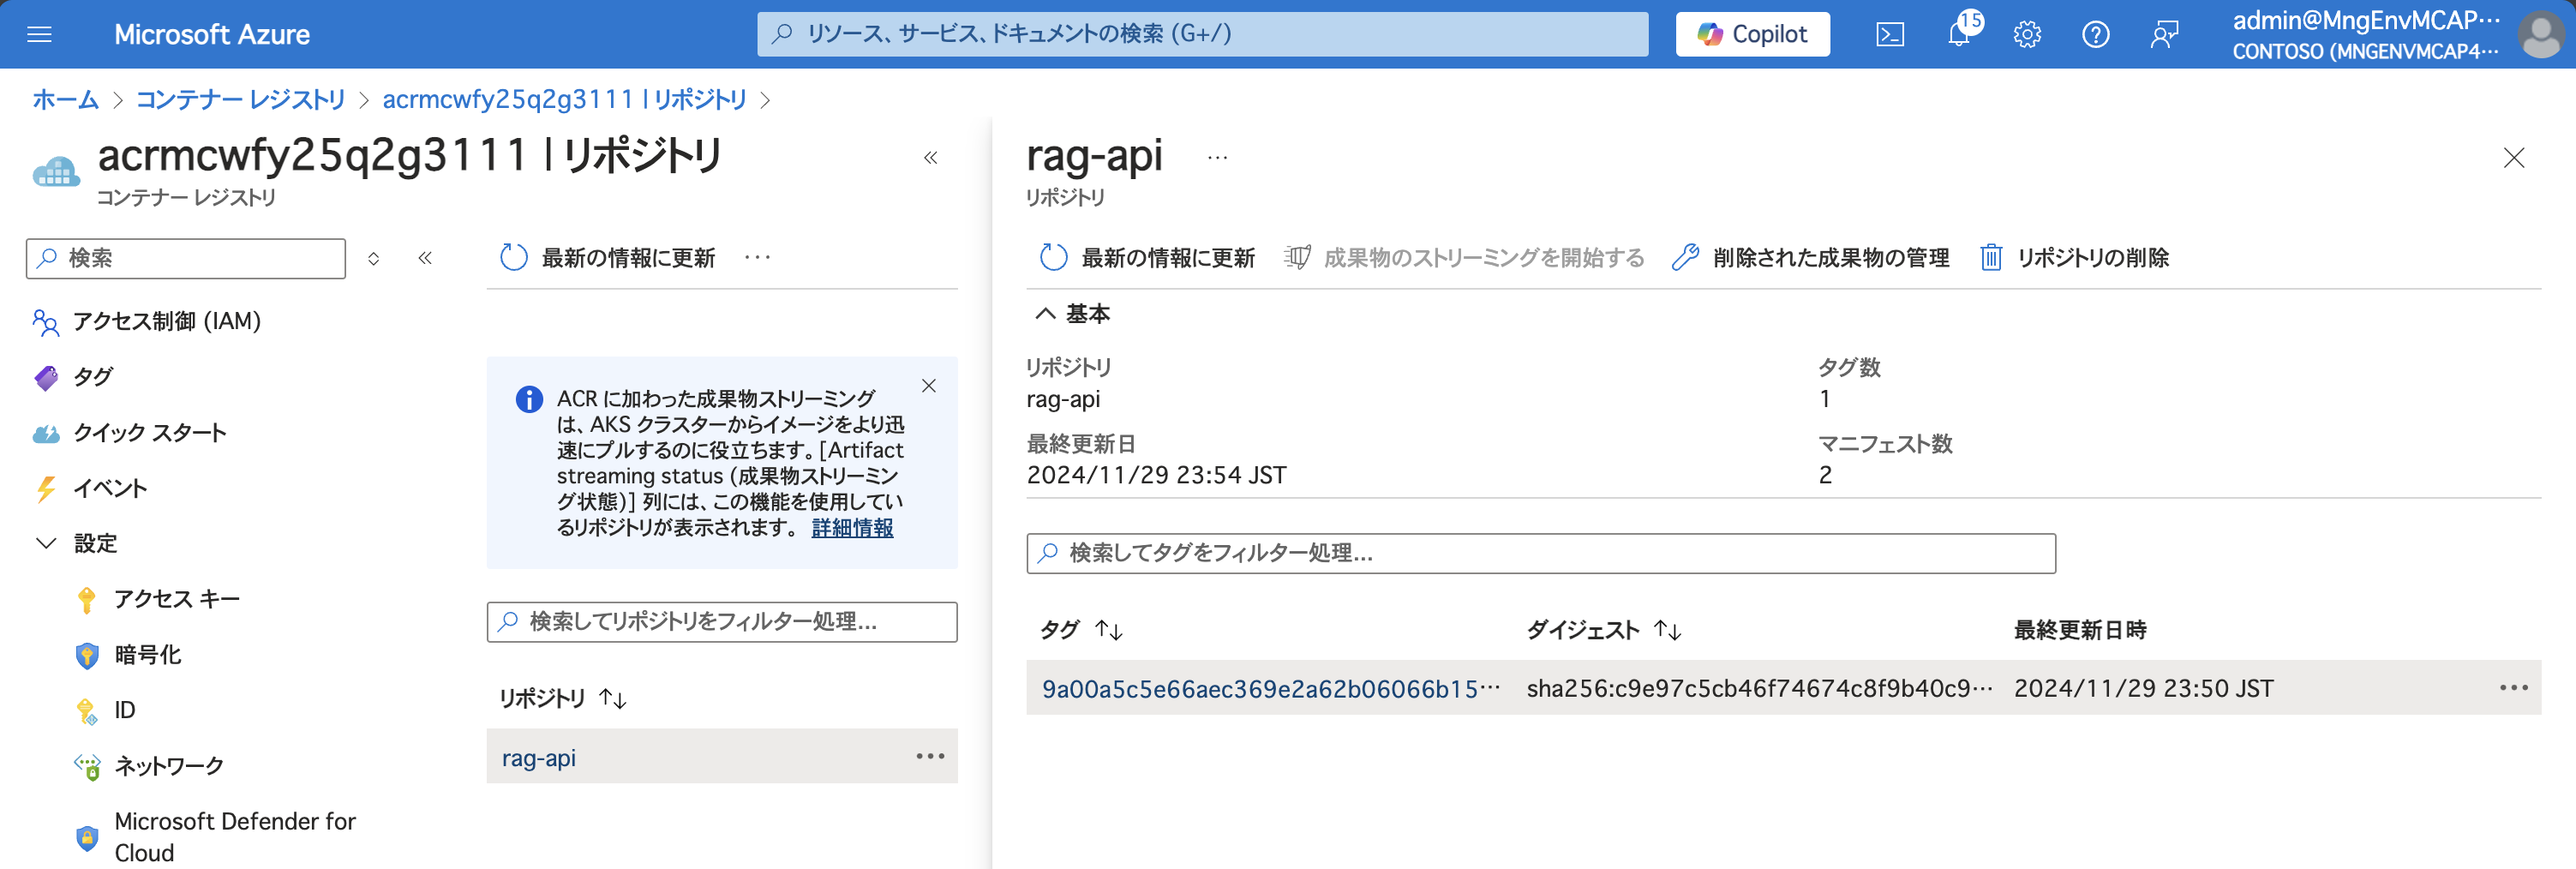 Microsoft Azure
リソース、サービス、ドキュメントの検索 (G+/)
Copilot
15
admin@MngEnvMCAP…
CONTOSO (MNGENVMCAP4…
ホーム > コンテナー レジストリ > acrmcwfy25q2g3111 | リポジトリ >
acrmcwfy25q2g3111 | リポジトリ
コンテナー レジストリ
検索
アクセス制御 (IAM)
タグ
クイック スタート
イベント
設定
アクセス キー
暗号化
ID
ネットワーク
Microsoft Defender for
Cloud
最新の情報に更新
ACR に加わった成果物ストリーミング
は、AKS クラスターからイメージをより迅
速にプルするのに役立ちます。[Artifact
streaming status (成果物ストリーミン
グ状態)] 列には、この機能を使用してい
るリポジトリが表示されます。 詳細情報
検索してリポジトリをフィルター処理...
リポジトリ ↑↓
rag-api
rag-api
リポジトリ
最新の情報に更新
成果物のストリーミングを開始する
削除された成果物の管理
リポジトリの削除
基本
リポジトリ
rag-api
タグ数
1
最終更新日
2024/11/29 23:54 JST
マニフェスト数
2
検索してタグをフィルター処理...
タグ ↑↓ ダイジェスト ↑↓ 最終更新日時
9a00a5c5e66aec369e2a62b06066b15… sha256:c9e97c5cb46f74674c8f9b40c9… 2024/11/29 23:50 JST